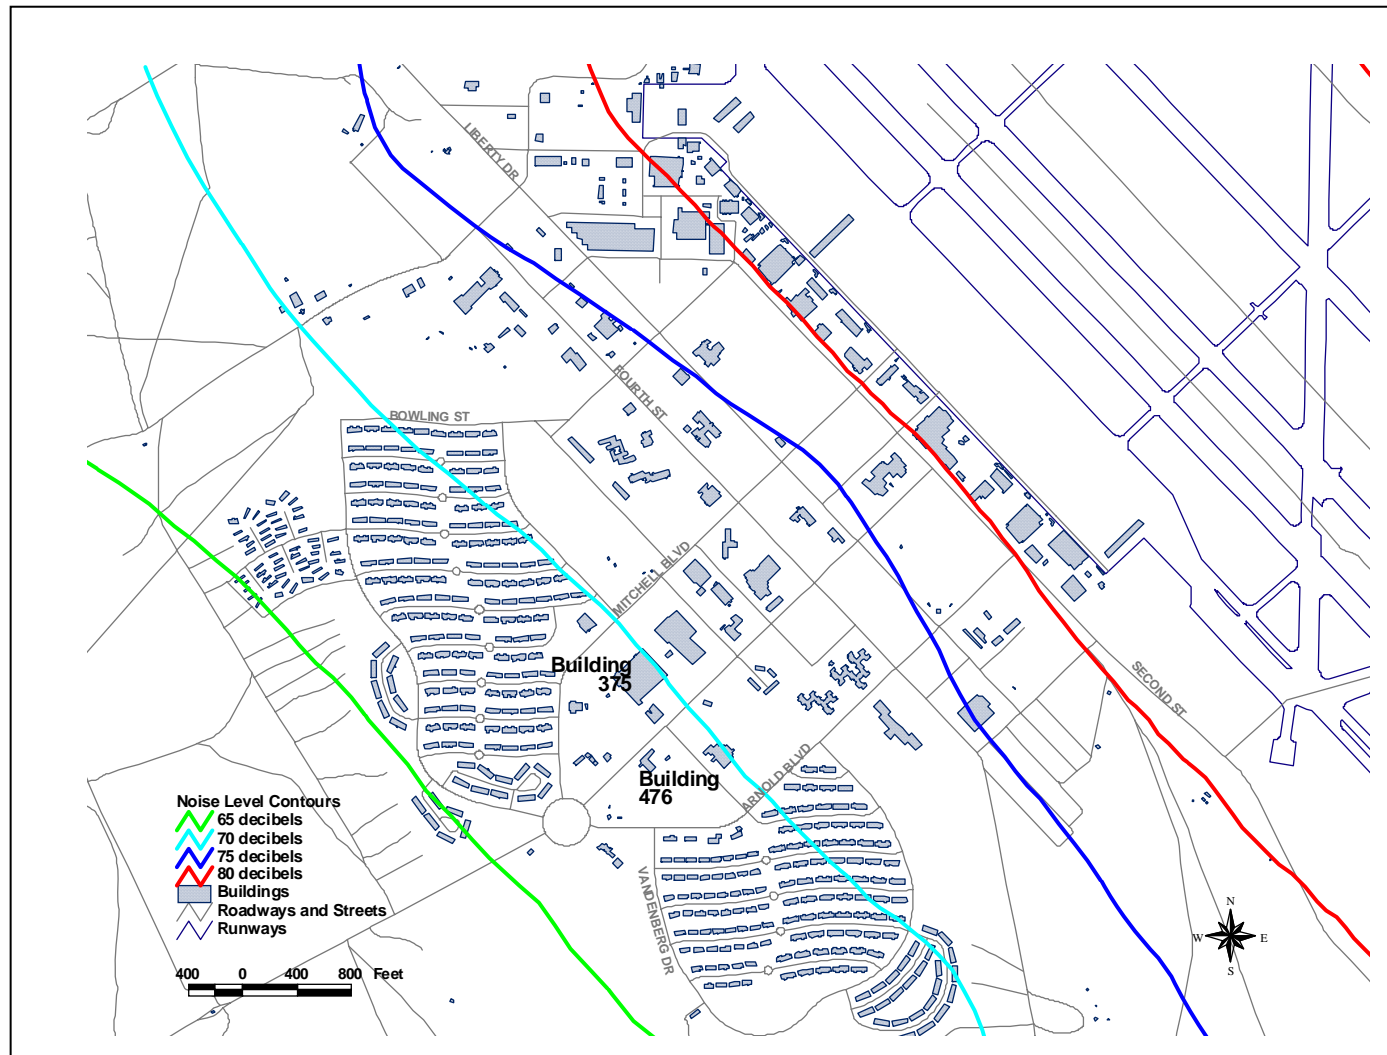 LIBERTY DR
FOURTH ST
BOWLING ST
MITCHELL BLVD
Building
375
SECOND ST
Building
476
ARNOLD BLVD
VANDENBERG DR
Noise Level Contours
65 decibels
70 decibels
75 decibels
80 decibels
Buildings
Roadways and Streets
Runways
400 0 400 800 Feet
N
W E
S